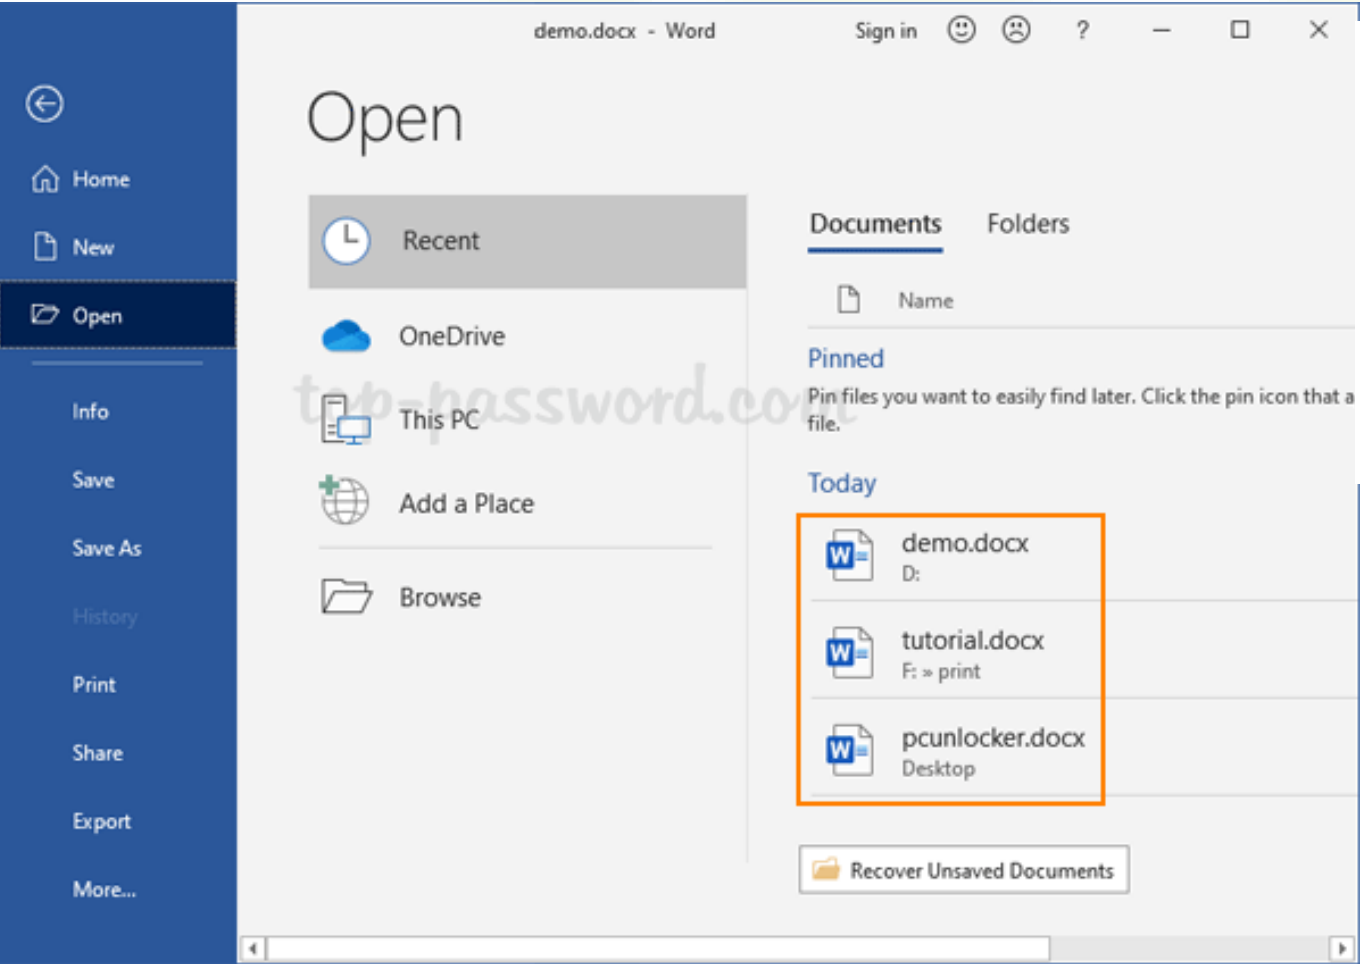 demo.docx - Word
Sign in
?
Open
Home
New
Open
Info
Save
Save As
History
Print
Share
Export
More...
Recent
OneDrive
This PC
Add a Place
Browse
top-password.com
Documents Folders
Name
Pinned
Pin files you want to easily find later. Click the pin icon that a
file.
Today
demo.docx
D:
tutorial.docx
F: » print
pcunlocker.docx
Desktop
Recover Unsaved Documents